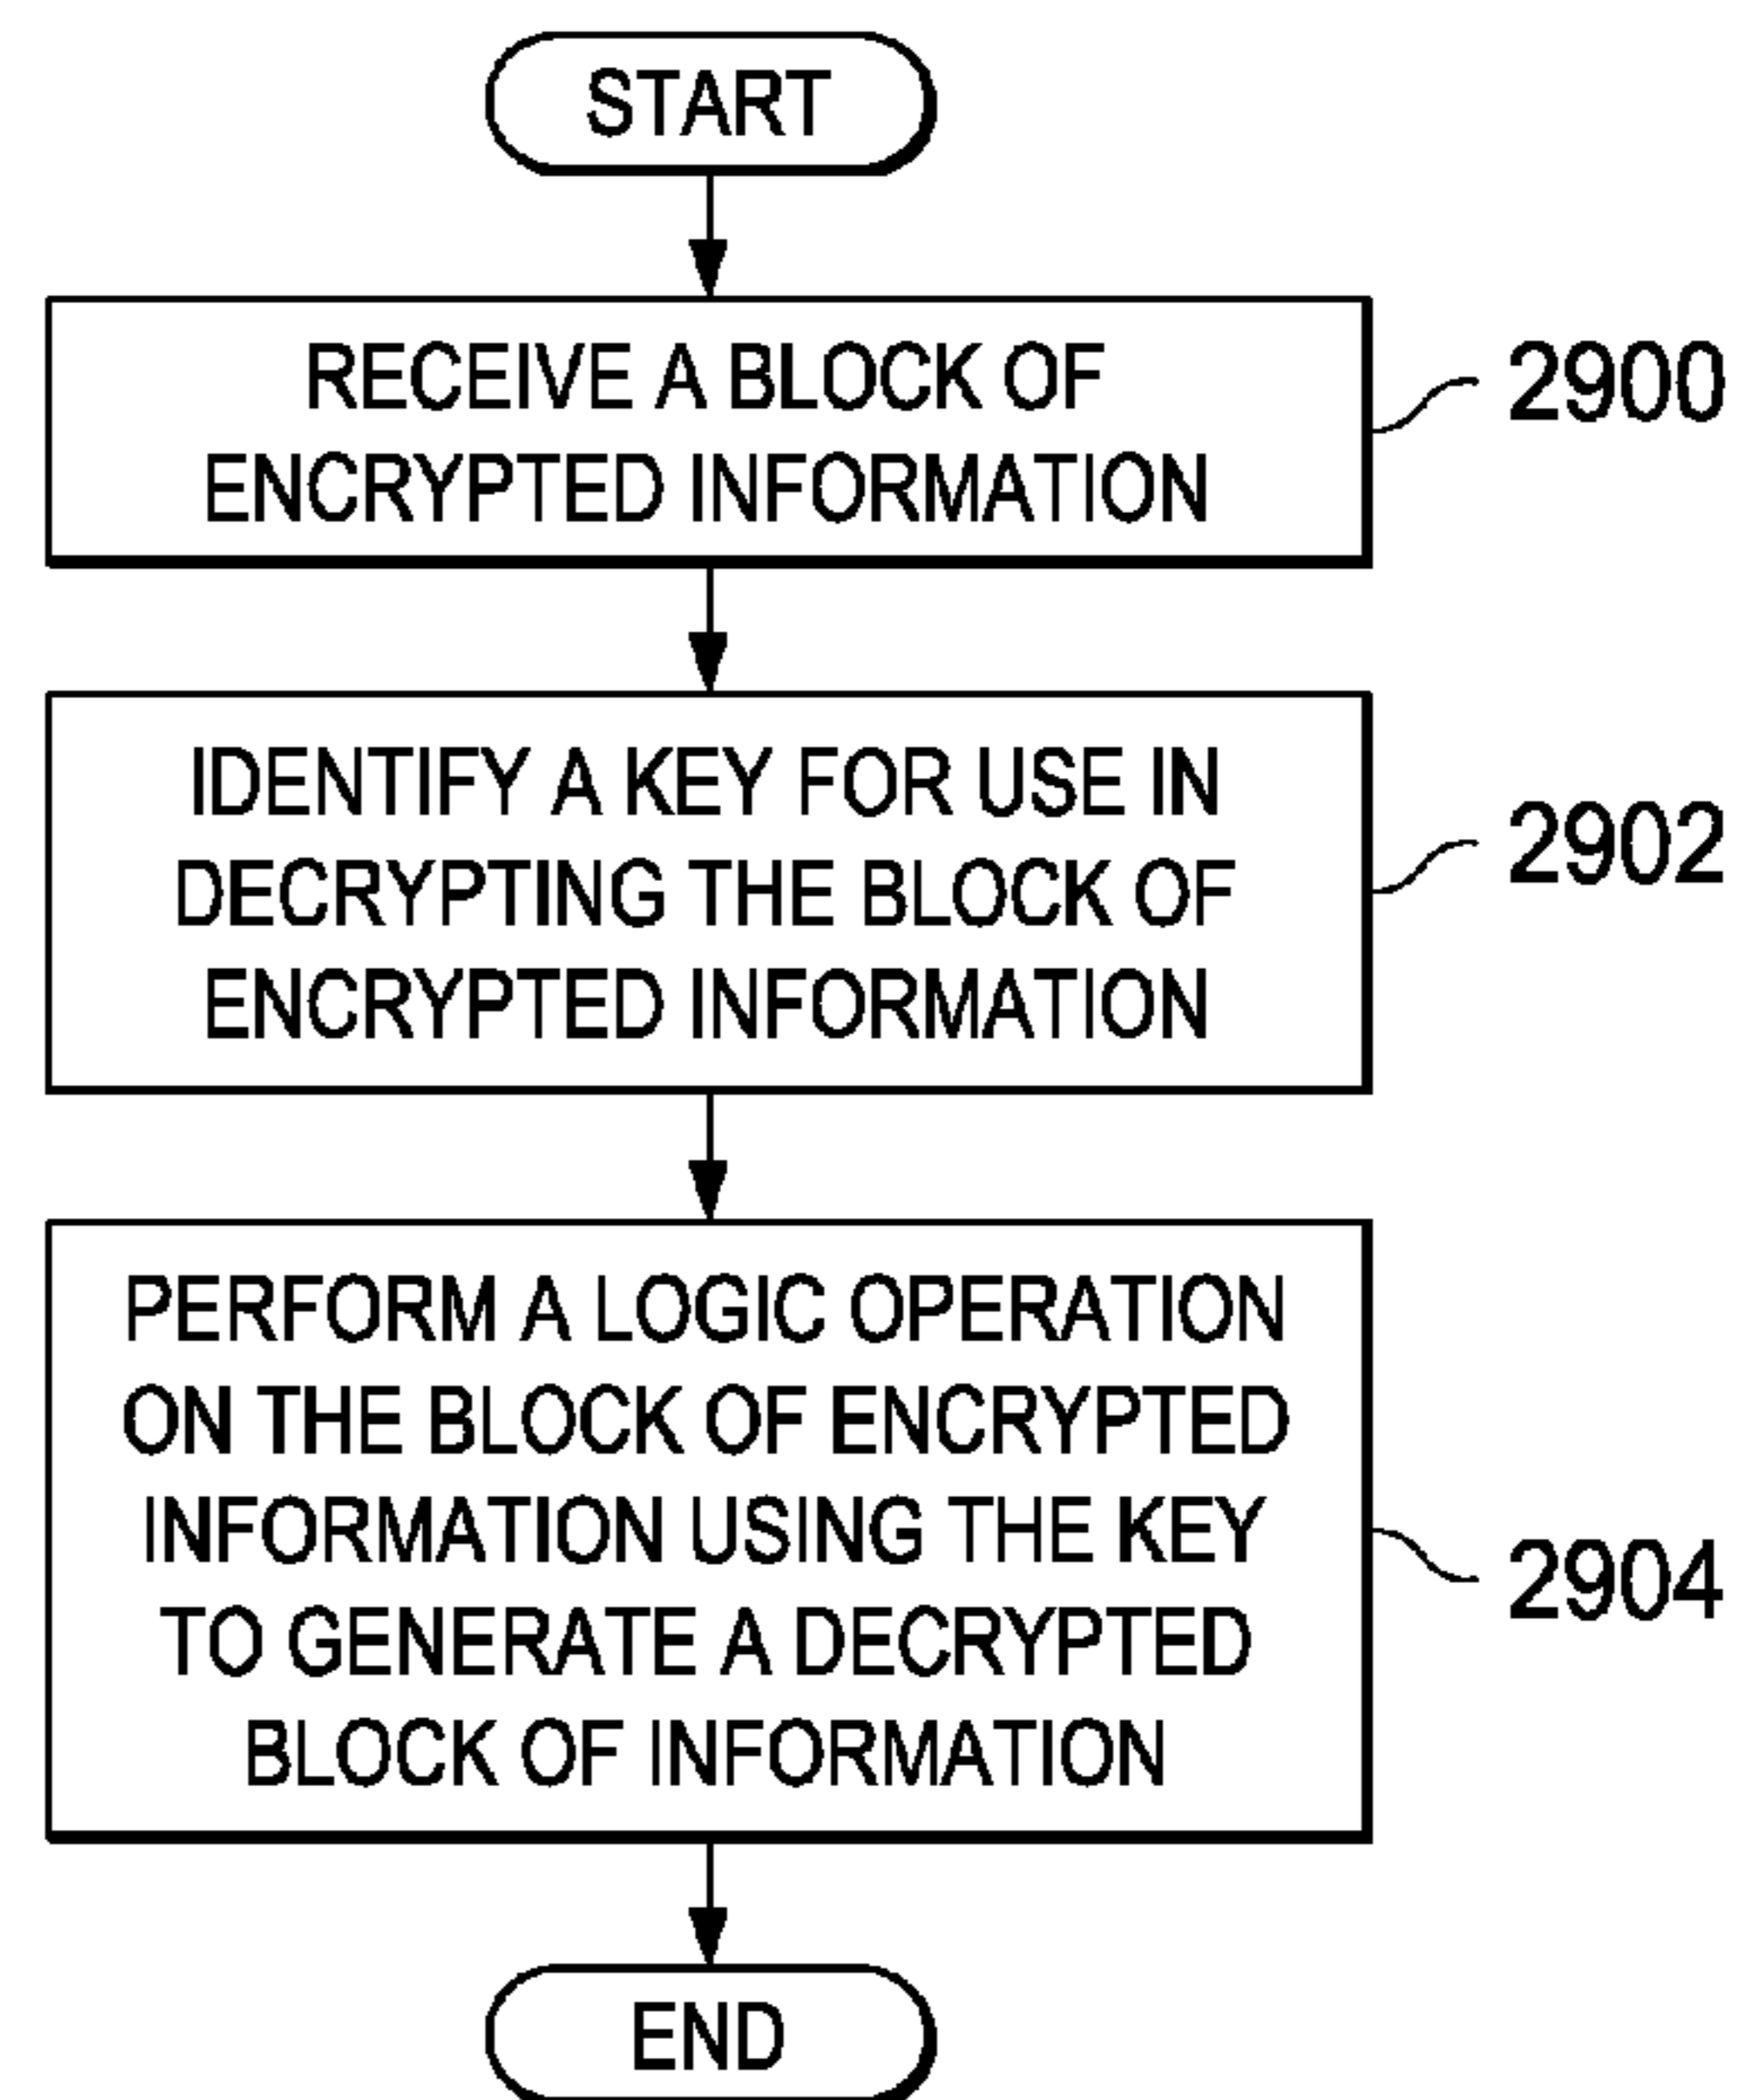 START
RECEIVE A BLOCK OF
ENCRYPTED INFORMATION
2900
IDENTIFY A KEY FOR USE IN
DECRYPTING THE BLOCK OF
ENCRYPTED INFORMATION
2902
PERFORM A LOGIC OPERATION
ON THE BLOCK OF ENCRYPTED
INFORMATION USING THE KEY
TO GENERATE A DECRYPTED
BLOCK OF INFORMATION
2904
END